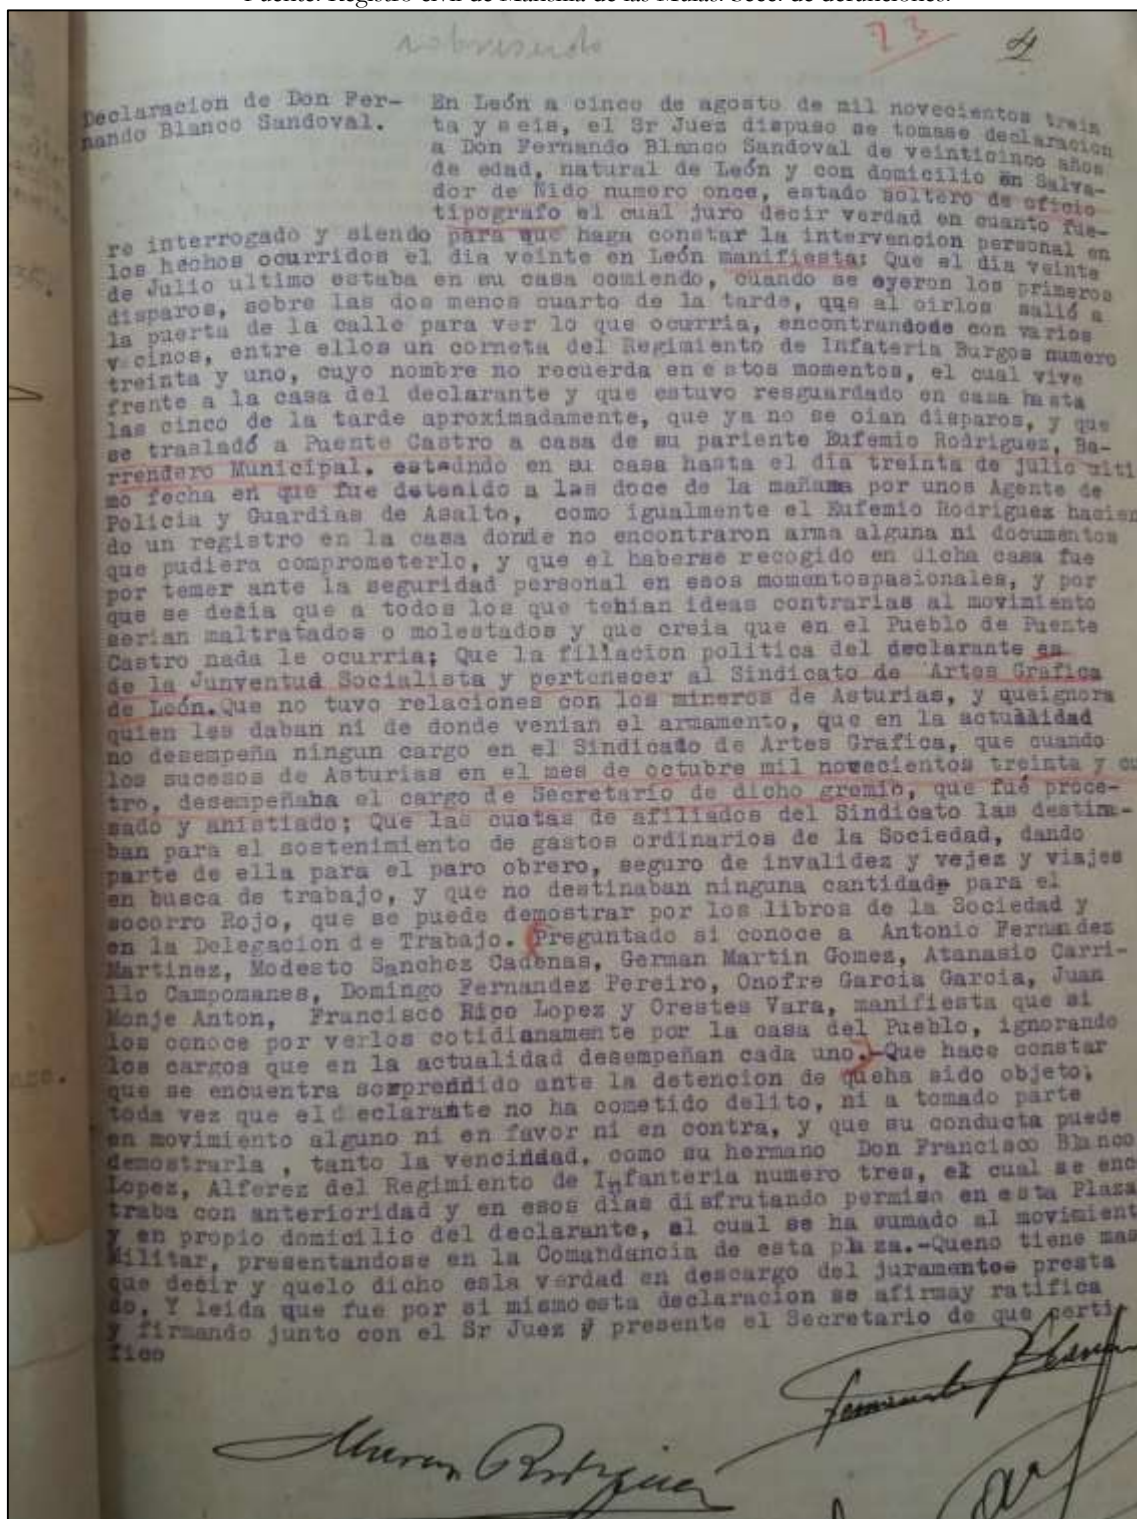 Fuente: Registro civil de Mansilla de las Mulas. Secc. de defunciones.
73
4
Declaracion de Don Fer-
nando Blanco Sandoval.
En León a cinco de agosto de mil novecientos trein
ta y seis, el Sr Juez dispuso se tomase declaracion
a Don Fernando Blanco Sandoval de veinticinco años
de edad, natural de León y con domicilio en Salva-
dor de Nido numero once, estado soltero de oficio
tipografo el cual juro decir verdad en cuanto fue-
re interrogado y siendo para que haga constar la intervencion personal en
los hechos ocurridos el dia veinte en León manifiesta: Que el dia veinte
de Julio ultimo estaba en su casa comiendo, cuando se oyeron los primeros
disparos, sobre las dos menos cuarto de la tarde, que al oirlos salió a
la puerta de la calle para ver lo que ocurria, encontrandode con varios
vecinos, entre ellos un corneta del Regimiento de Infateria Burgos numero
treinta y uno, cuyo nombre no recuerda en estos momentos, el cual vive
frente a la casa del declarante y que estuvo resguardado en casa hasta
las cinco de la tarde aproximadamente, que ya no se oian disparos, y que
se trasladó a Puente Castro a casa de su pariente Eufemio Rodriguez, Ba-
rrendero Municipal. estaindo en su casa hasta el dia treinta de julio ulti
mo fecha en que fue detenido a las doce de la mañana por unos Agente de
Policia y Guardias de Asalto, como igualmente el Eufemio Rodriguez hacien
do un registro en la casa donde no encontraron arma alguna ni documentos
que pudiera comprometerlo, y que el haberse recogido en dicha casa fue
por temer ante la seguridad personal en esos momentospasionales, y por
que se decia que a todos los que tenian ideas contrarias al movimiento
serian maltratados o molestados y que creia que en el Pueblo de Puente
Castro nada le ocurria; Que la filiacion politica del declarante es
de la Junventud Socialista y pertenecer al Sindicato de Artes Grafica
de León. Que no tuvo relaciones con los mineros de Asturias, y queignora
quien les daban ni de donde venian el armamento, que en la actualidad
no desempeña ningun cargo en el Sindicado de Artes Grafica, que cuando
los sucesos de Asturias en el mes de octubre mil novecientos treinta y cu
tro, desempeñaba el cargo de Secretario de dicho gremio, que fué proce-
sado y anistiado; Que las cuotas de afiliados del Sindicato las destina-
ban para el sostenimiento de gastos ordinarios de la Sociedad, dando
parte de ella para el paro obrero, seguro de invalidez y vejez y viajes
en busca de trabajo, y que no destinaban ninguna cantidade para el
socorro Rojo, que se puede demostrar por los libros de la Sociedad y
en la Delegacion de Trabajo. (Preguntado si conoce a Antonio Fernandez
Martinez, Modesto Sanchez Cadenas, German Martin Gomez, Atanasio Carri-
llo Campomanes, Domingo Fernandez Pereiro, Onofre Garcia Garcia, Juan
Monje Anton, Francisco Rico Lopez y Orestes Vara, manifiesta que si
los conoce por verlos cotidianamente por la casa del Pueblo, ignorando
los cargos que en la actualidad desempeñan cada uno.)-Que hace constar
que se encuentra sorprendido ante la detencion de queha sido objeto,
toda vez que eldeclarante no ha cometido delito, ni a tomado parte
en movimiento alguno ni en favor ni en contra, y que su conducta puede
demostrarla , tanto la vencindad, como su hermano Don Francisco Blanco
Lopez, Alferez del Regimiento de Infanteria numero tres, el cual se enc
traba con anterioridad y en esos dias disfrutando permiso en esta Plaza
y en propio domicilio del declarante, al cual se ha sumado al movimient
Militar, presentandose en la Comandancia de esta plaza.-Queno tiene mas
que decir y quelo dicho esla verdad en descargo del juramentos presta
do. Y leida que fue por si mismoesta declaracion se afirmay ratifica
y firmando junto con el Sr Juez y presente el Secretario de que certi
fico